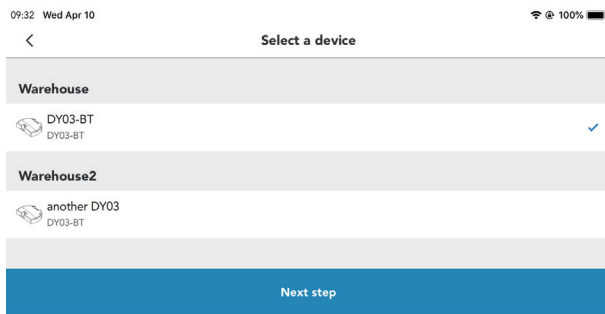 09:32 Wed Apr 10
100%
Select a device
Warehouse
DY03-BT
DY03-BT
Warehouse2
another DY03
DY03-BT
Next step